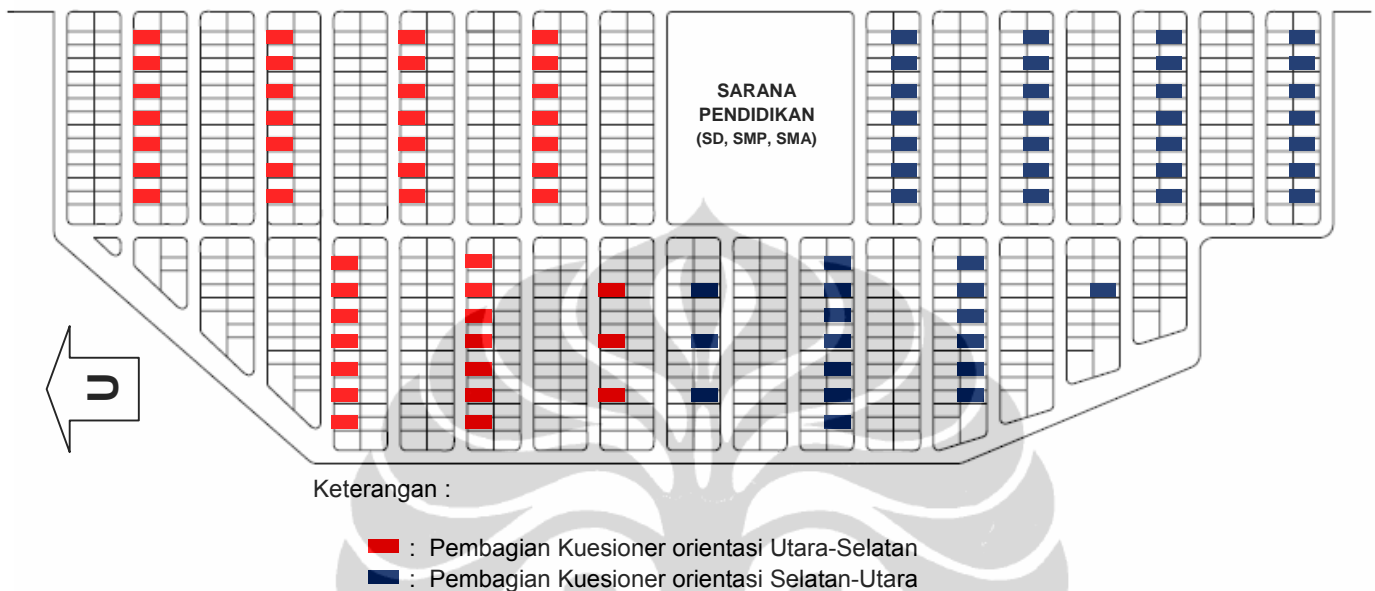 SARANA
PENDIDIKAN
(SD, SMP, SMA)
U
Keterangan :
: Pembagian Kuesioner orientasi Utara-Selatan
: Pembagian Kuesioner orientasi Selatan-Utara